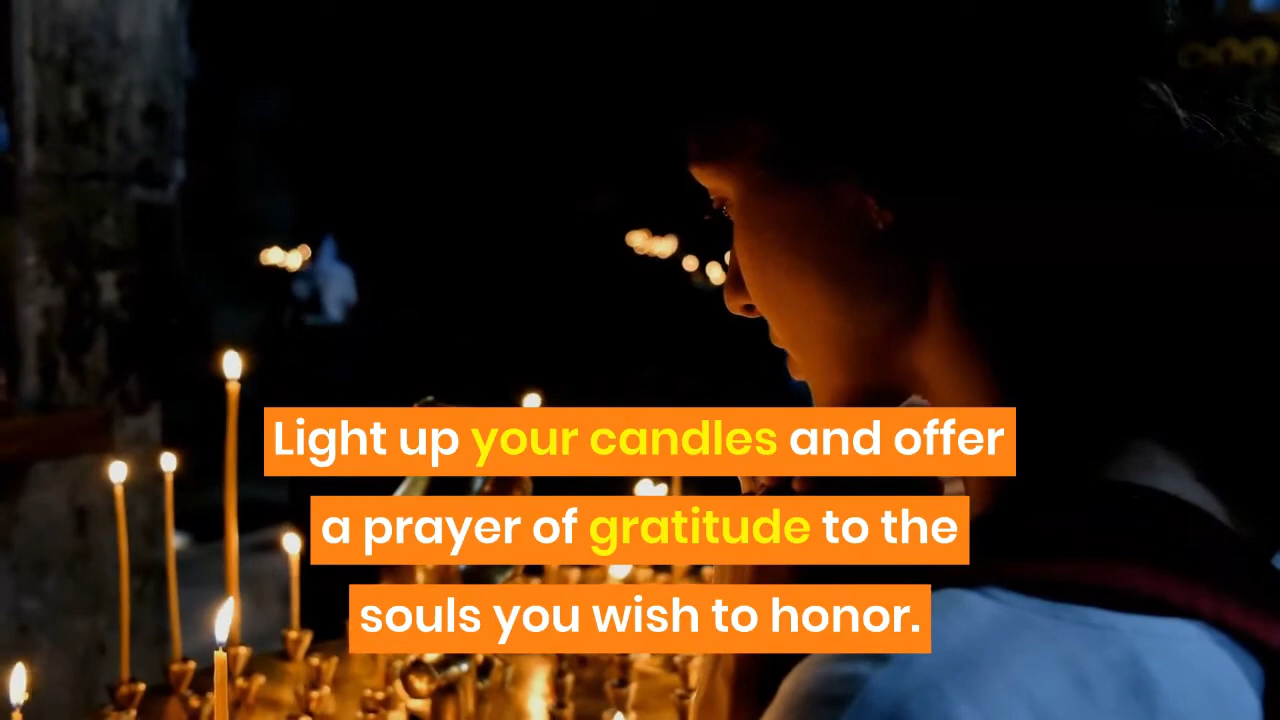 Light up your candles and offer
a prayer of gratitude to the
souls you wish to honor.